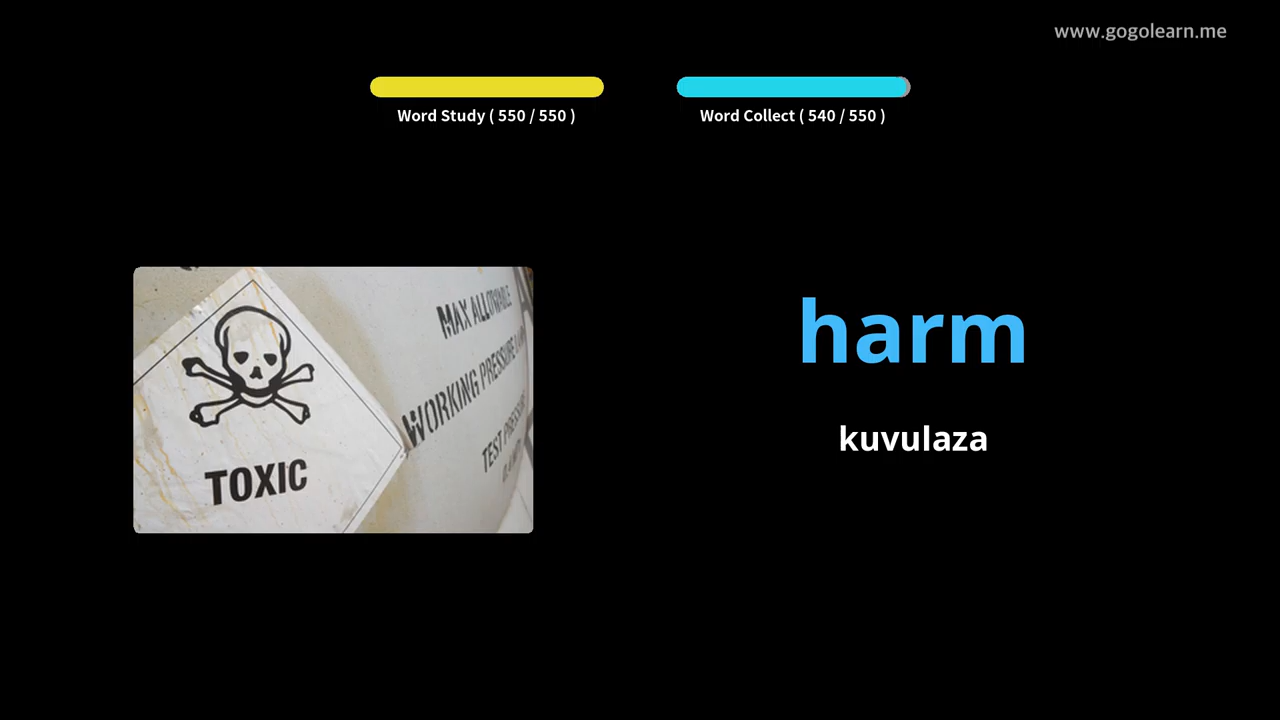 www.gogolearn.me
Word Study ( 550 / 550 )
Word Collect ( 540 / 550 )
TOXIC
MAX ALLOWABLE
WORKING PRESSURE
TEST PRESSURE
harm
kuvulaza